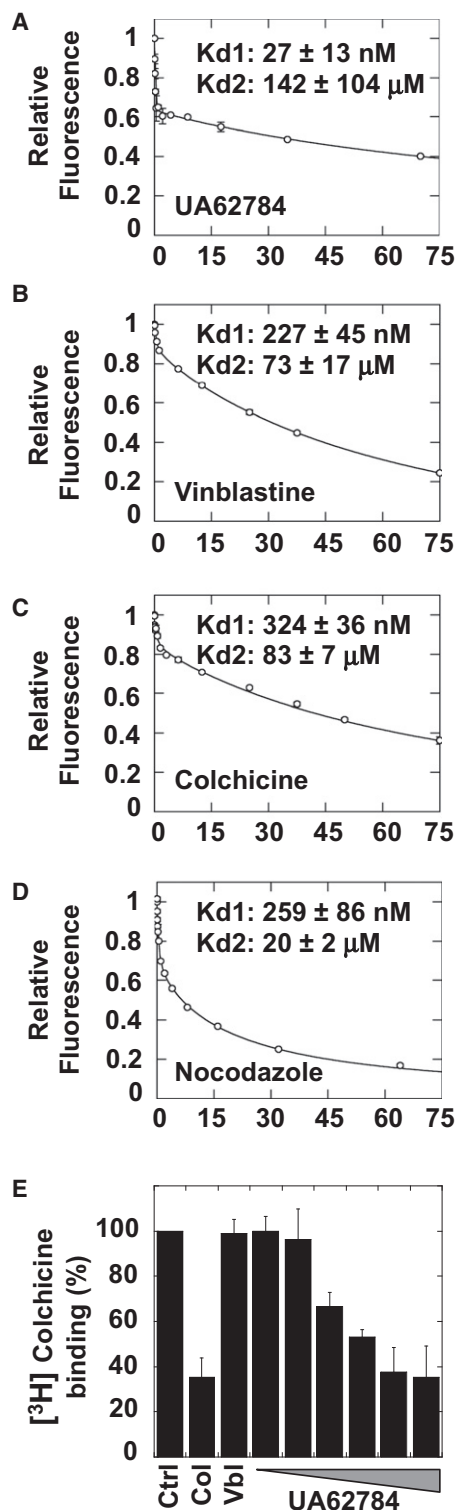 A
Relative
Fluorescence
1
0.8
0.6
0.4
0.2
0
Kd1: 27 ± 13 nM
Kd2: 142 ± 104 μM
UA62784
0 15 30 45 60 75
B
Relative
Fluorescence
1
0.8
0.6
0.4
0.2
0
Kd1: 227 ± 45 nM
Kd2: 73 ± 17 μM
Vinblastine
0 15 30 45 60 75
C
Relative
Fluorescence
1
0.8
0.6
0.4
0.2
0
Kd1: 324 ± 36 nM
Kd2: 83 ± 7 μM
Colchicine
0 15 30 45 60 75
D
Relative
Fluorescence
1
0.8
0.6
0.4
0.2
0
Kd1: 259 ± 86 nM
Kd2: 20 ± 2 μM
Nocodazole
0 15 30 45 60 75
E
[³H] Colchicine
binding (%)
100
80
60
40
20
0
Ctrl
Col
Vbl
UA62784